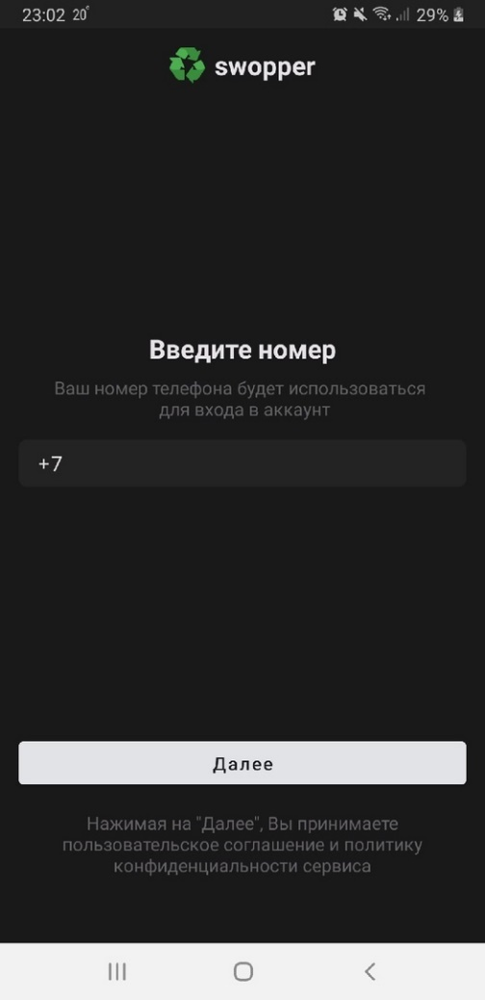 23:02 20° 29%
swopper
Введите номер
Ваш номер телефона будет использоваться
для входа в аккаунт
+7
Далее
Нажимая на "Далее", Вы принимаете
пользовательское соглашение и политику
конфиденциальности сервиса